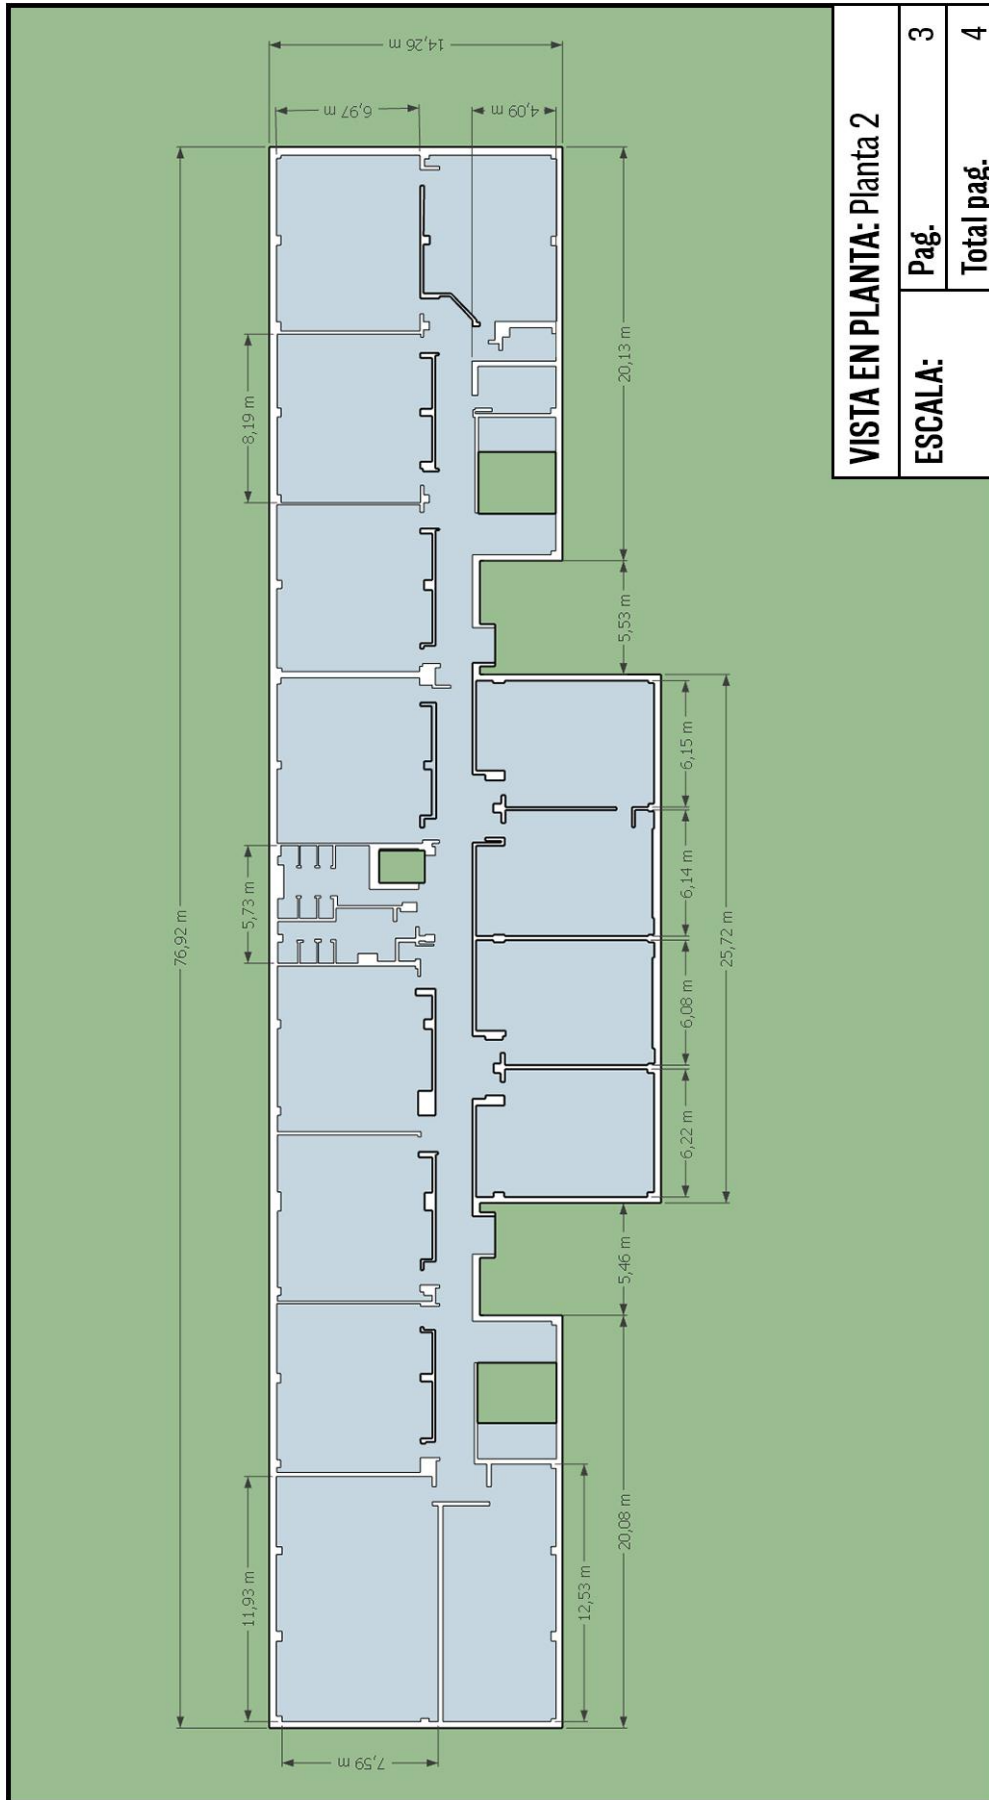 14,26 m
6,97 m
4,09 m
76,92 m
8,19 m
20,13 m
5,53 m
6,15 m
5,73 m
6,14 m
25,72 m
6,08 m
6,22 m
5,46 m
11,93 m
20,08 m
12,53 m
7,59 m
VISTA EN PLANTA: Planta 2
ESCALA:
Pag. 3
Total pag. 4